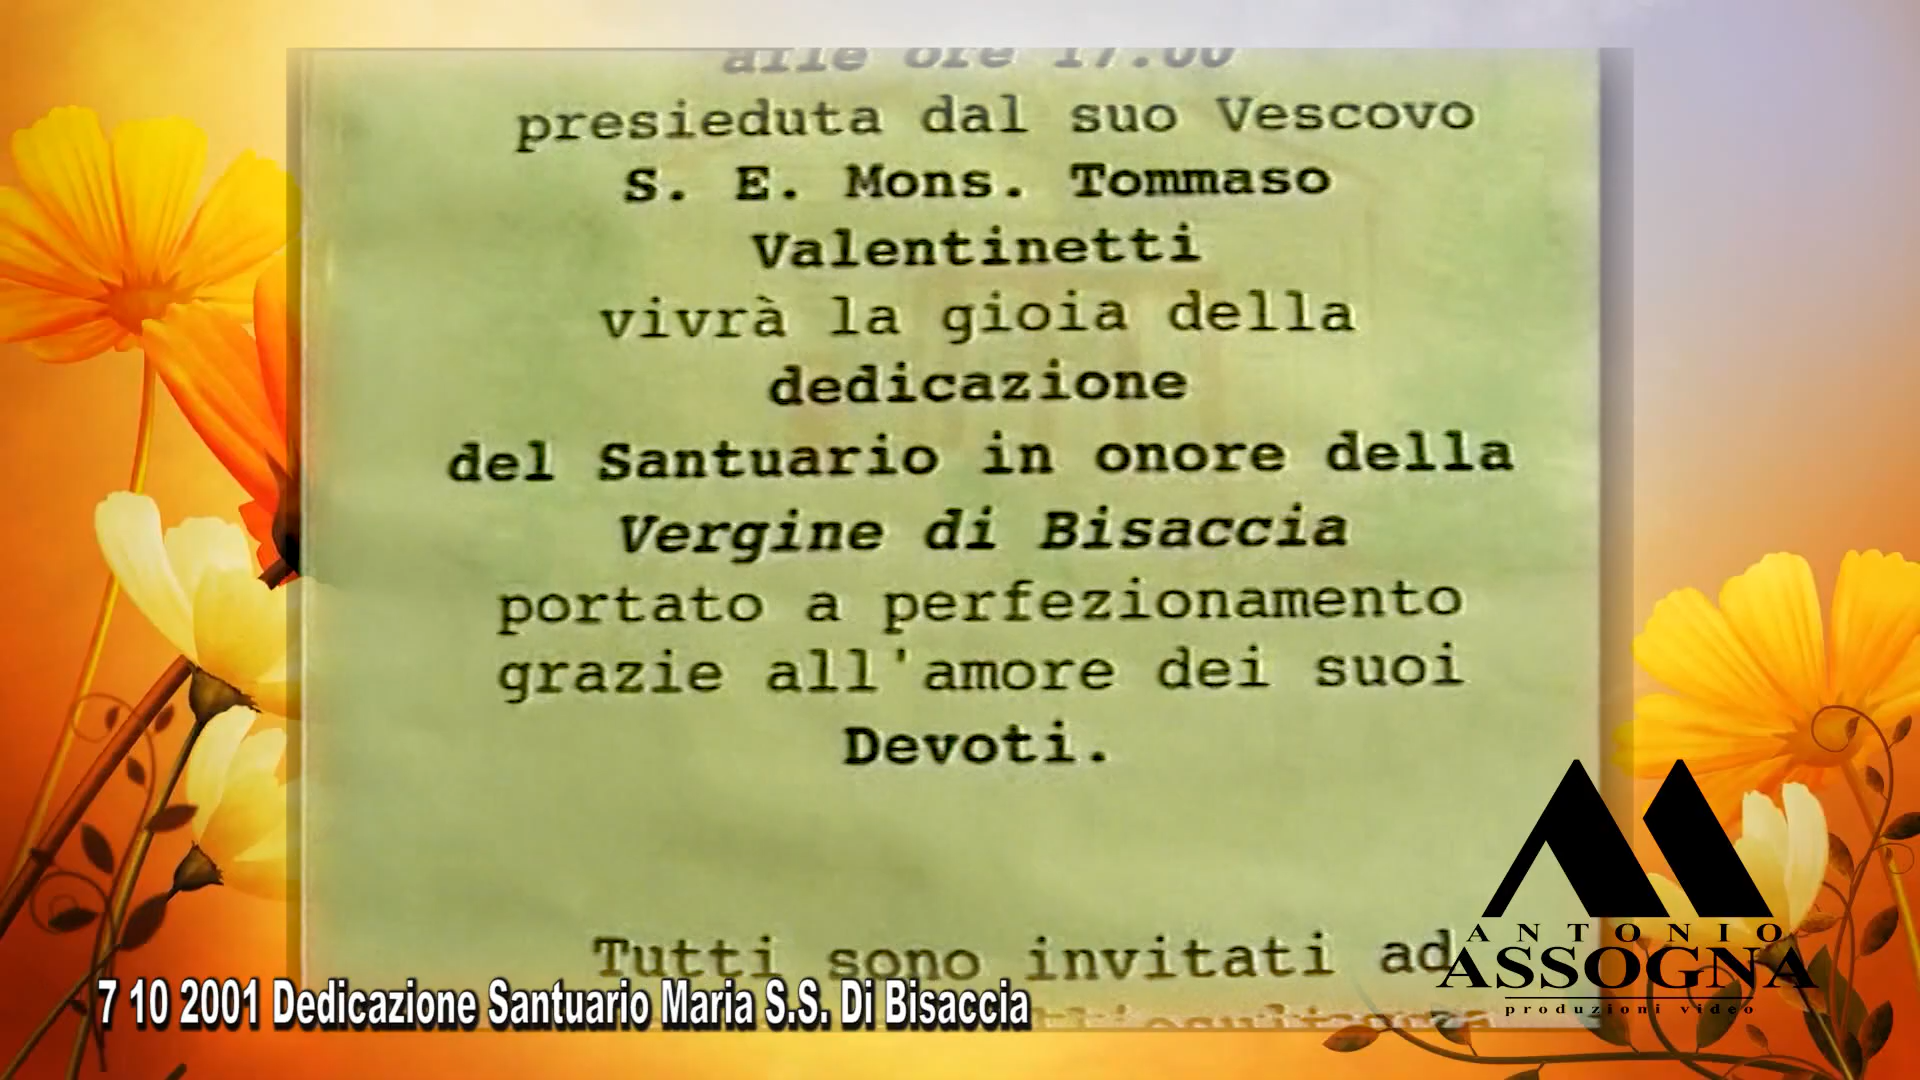 alle ore 17.00
presieduta dal suo Vescovo
S. E. Mons. Tommaso
Valentinetti
vivrà la gioia della
dedicazione
del Santuario in onore della
Vergine di Bisaccia
portato a perfezionamento
grazie all'amore dei suoi
Devoti.
Tutti sono invitati ad
7 10 2001 Dedicazione Santuario Maria S.S. Di Bisaccia
ANTONIO
ASSOGNA
produzioni video